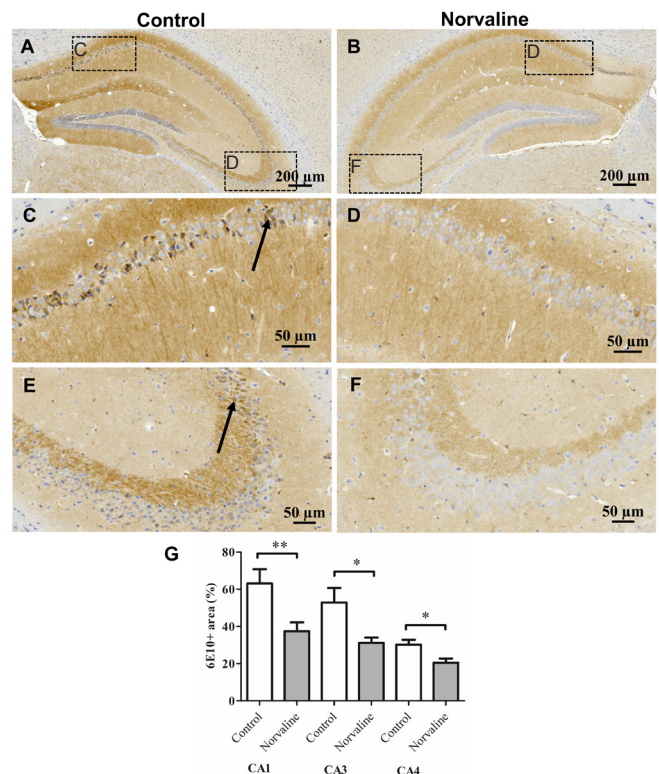 Control Norvaline
A B
C D
D F
200 µm 200 µm
C D
50 µm 50 µm
E F
50 µm 50 µm
G
80
60
40
20
0
6E10+ area (%)
** * *
Control Norvaline Control Norvaline Control Norvaline
CA1 CA3 CA4